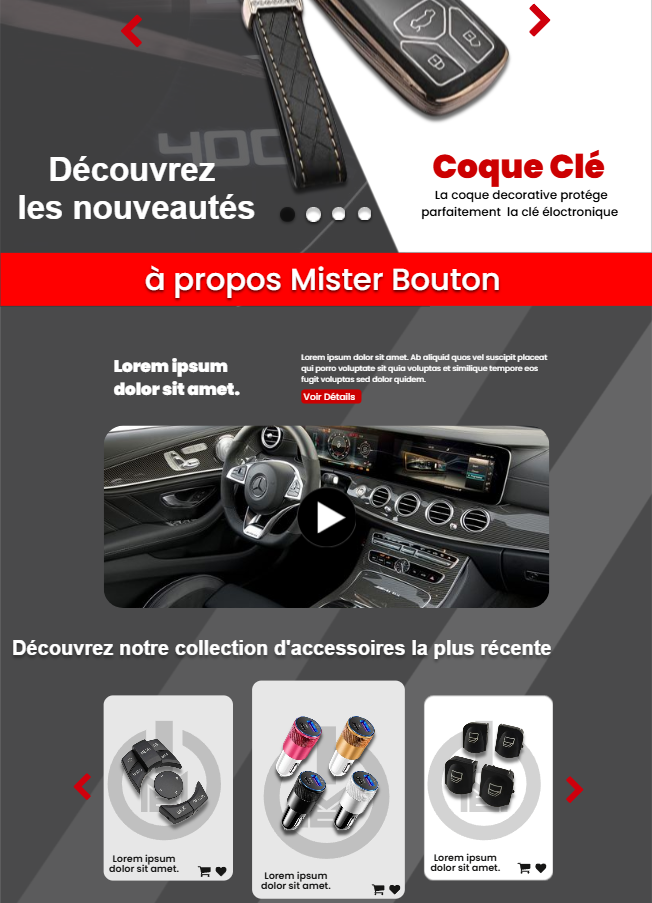 Découvrez
les nouveautés
Coque Clé
La coque decorative protége
parfaitement la clé éloctronique
à propos Mister Bouton
Lorem ipsum
dolor sit amet.
Lorem ipsum dolor sit amet. Ab aliquid quos vel suscipit placeat
qui porro voluptate sit quia voluptas et similique tempore eos
fugit voluptas sed dolor quidem.
Voir Détails
Découvrez notre collection d'accessoires la plus récente
Lorem ipsum
dolor sit amet.
Lorem ipsum
dolor sit amet.
Lorem ipsum
dolor sit amet.